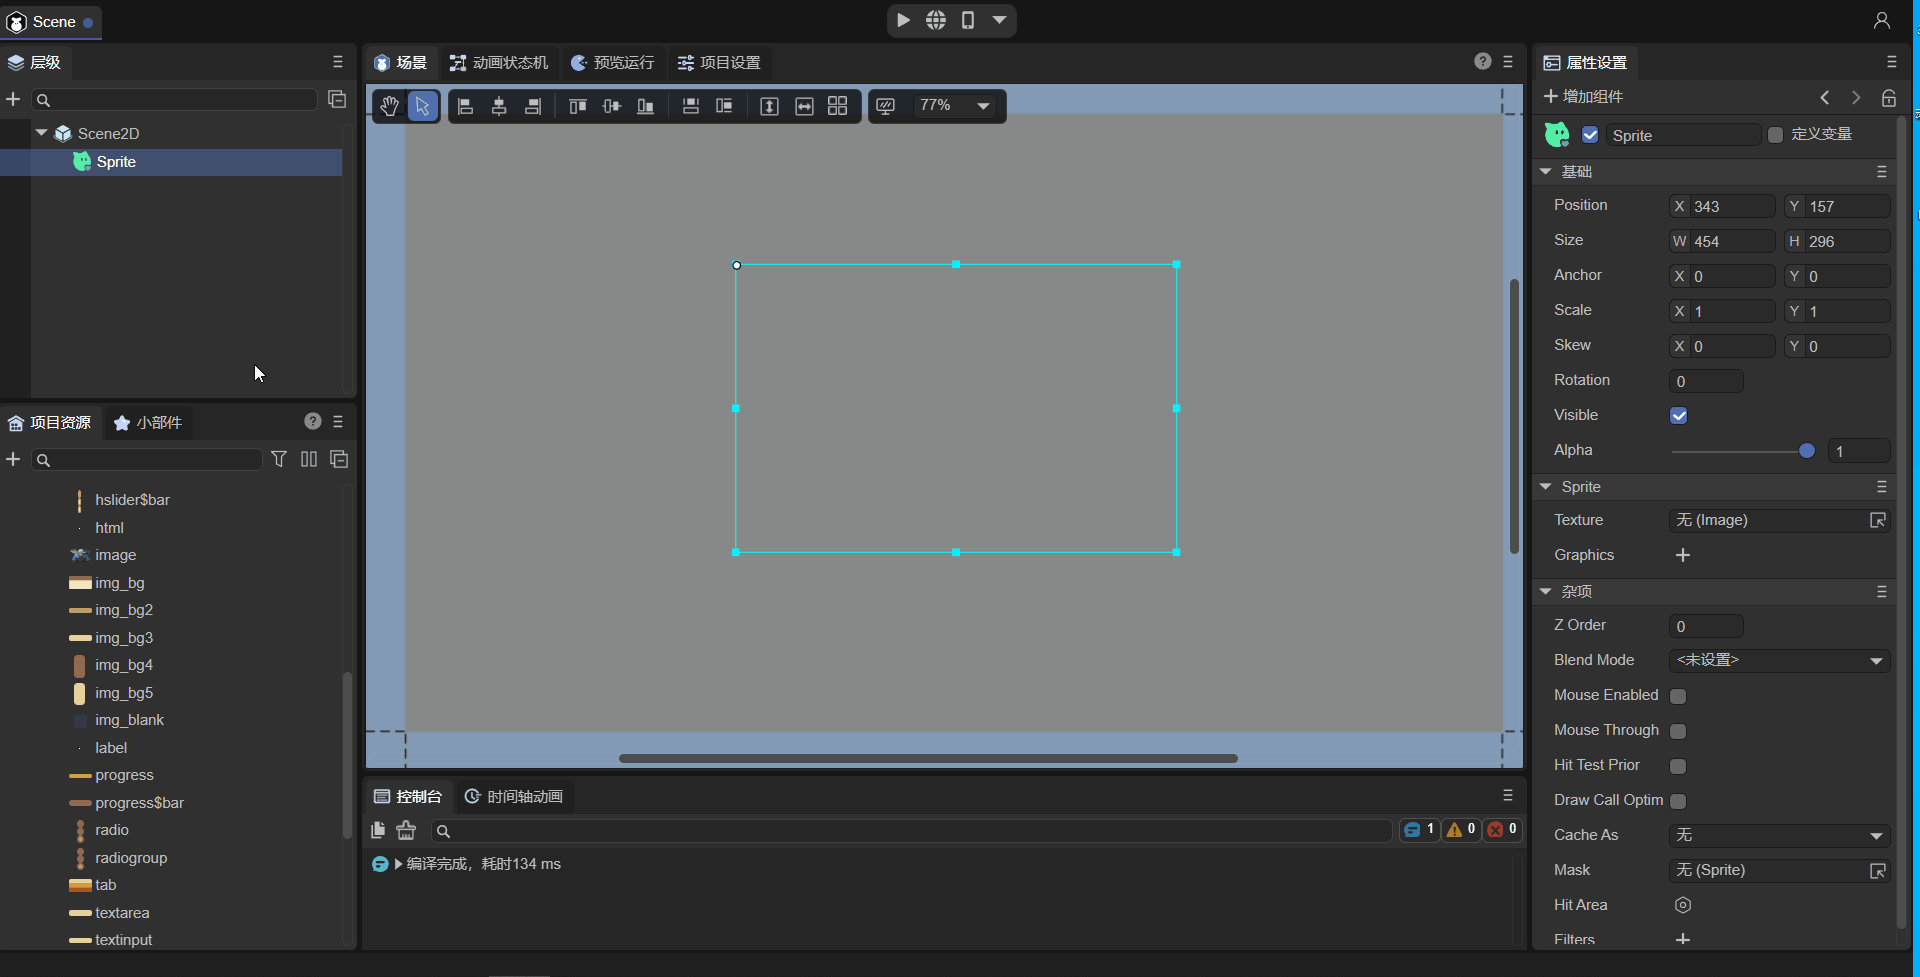 Scene
层级
Scene2D
Sprite
项目资源 小部件
hslider$bar
html
image
img_bg
img_bg2
img_bg3
img_bg4
img_bg5
img_blank
label
progress
progress$bar
radio
radiogroup
tab
textarea
textinput
场景 动画状态机 预览运行 项目设置
77%
控制台 时间轴动画
1 0 0
编译完成，耗时134 ms
属性设置
增加组件
Sprite 定义变量
基础
Position X 343 Y 157
Size W 454 H 296
Anchor X 0 Y 0
Scale X 1 Y 1
Skew X 0 Y 0
Rotation 0
Visible
Alpha 1
Sprite
Texture 无 (Image)
Graphics
杂项
Z Order 0
Blend Mode <未设置>
Mouse Enabled
Mouse Through
Hit Test Prior
Draw Call Optim
Cache As 无
Mask 无 (Sprite)
Hit Area
Filters